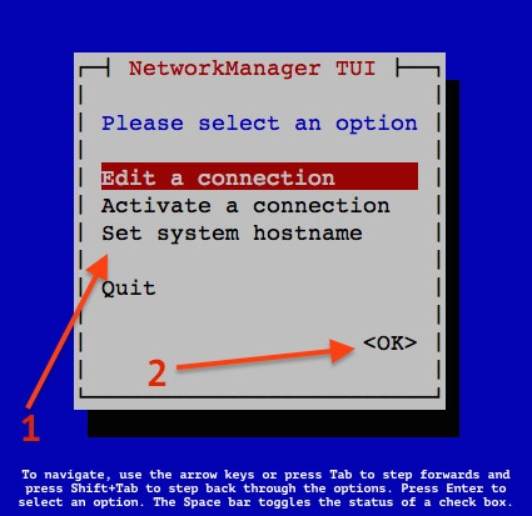 NetworkManager TUI
Please select an option
Edit a connection
Activate a connection
Set system hostname
Quit
<OK>
2
1
To navigate, use the arrow keys or press Tab to step forwards and
press Shift+Tab to step back through the options. Press Enter to
select an option. The Space bar toggles the status of a check box.